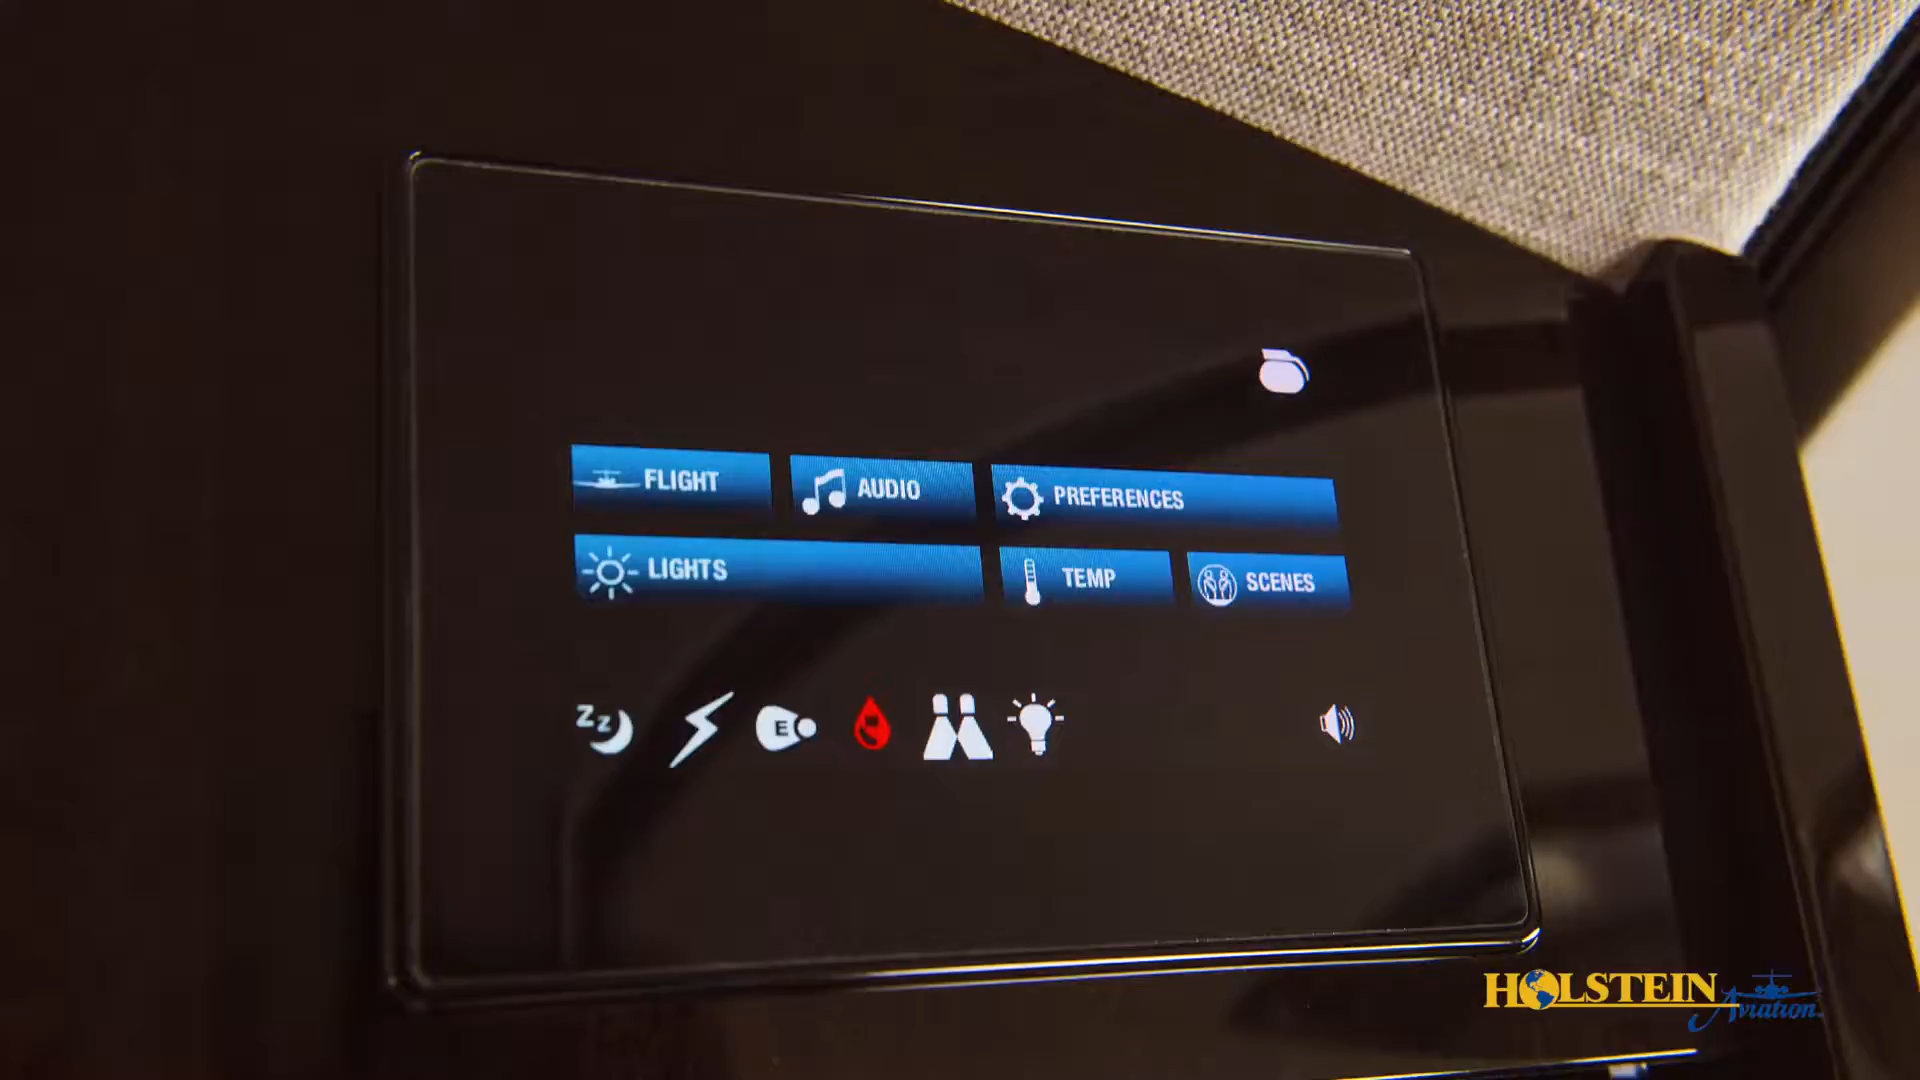 FLIGHT
AUDIO
PREFERENCES
LIGHTS
TEMP
SCENES
Z Z
E
HOLSTEIN
Aviation